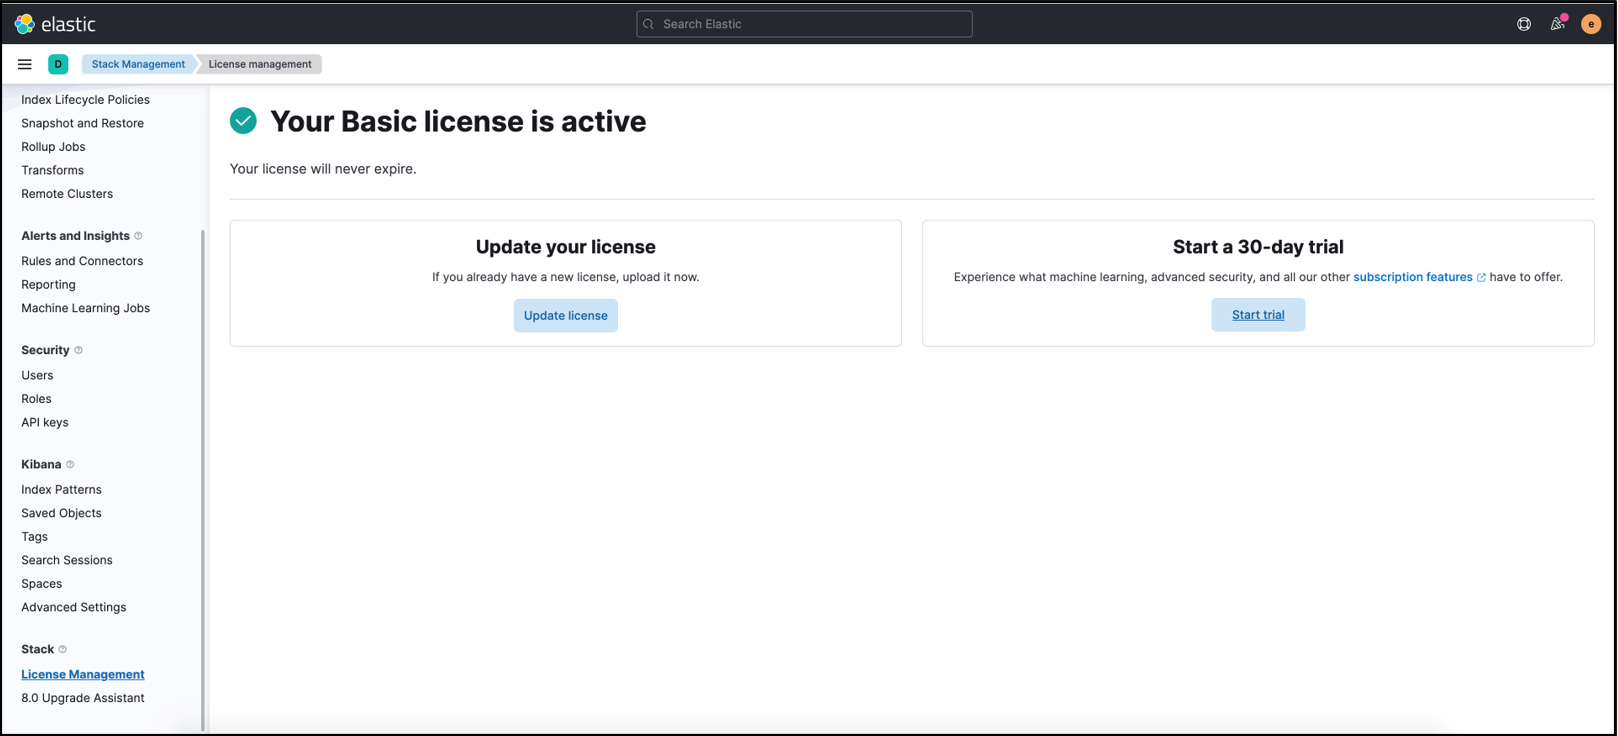 elastic
Search Elastic
e
D
Stack Management
License management
Index Lifecycle Policies
Snapshot and Restore
Rollup Jobs
Transforms
Remote Clusters
Alerts and Insights
Rules and Connectors
Reporting
Machine Learning Jobs
Security
Users
Roles
API keys
Kibana
Index Patterns
Saved Objects
Tags
Search Sessions
Spaces
Advanced Settings
Stack
License Management
8.0 Upgrade Assistant
Your Basic license is active
Your license will never expire.
Update your license
If you already have a new license, upload it now.
Update license
Start a 30-day trial
Experience what machine learning, advanced security, and all our other subscription features have to offer.
Start trial